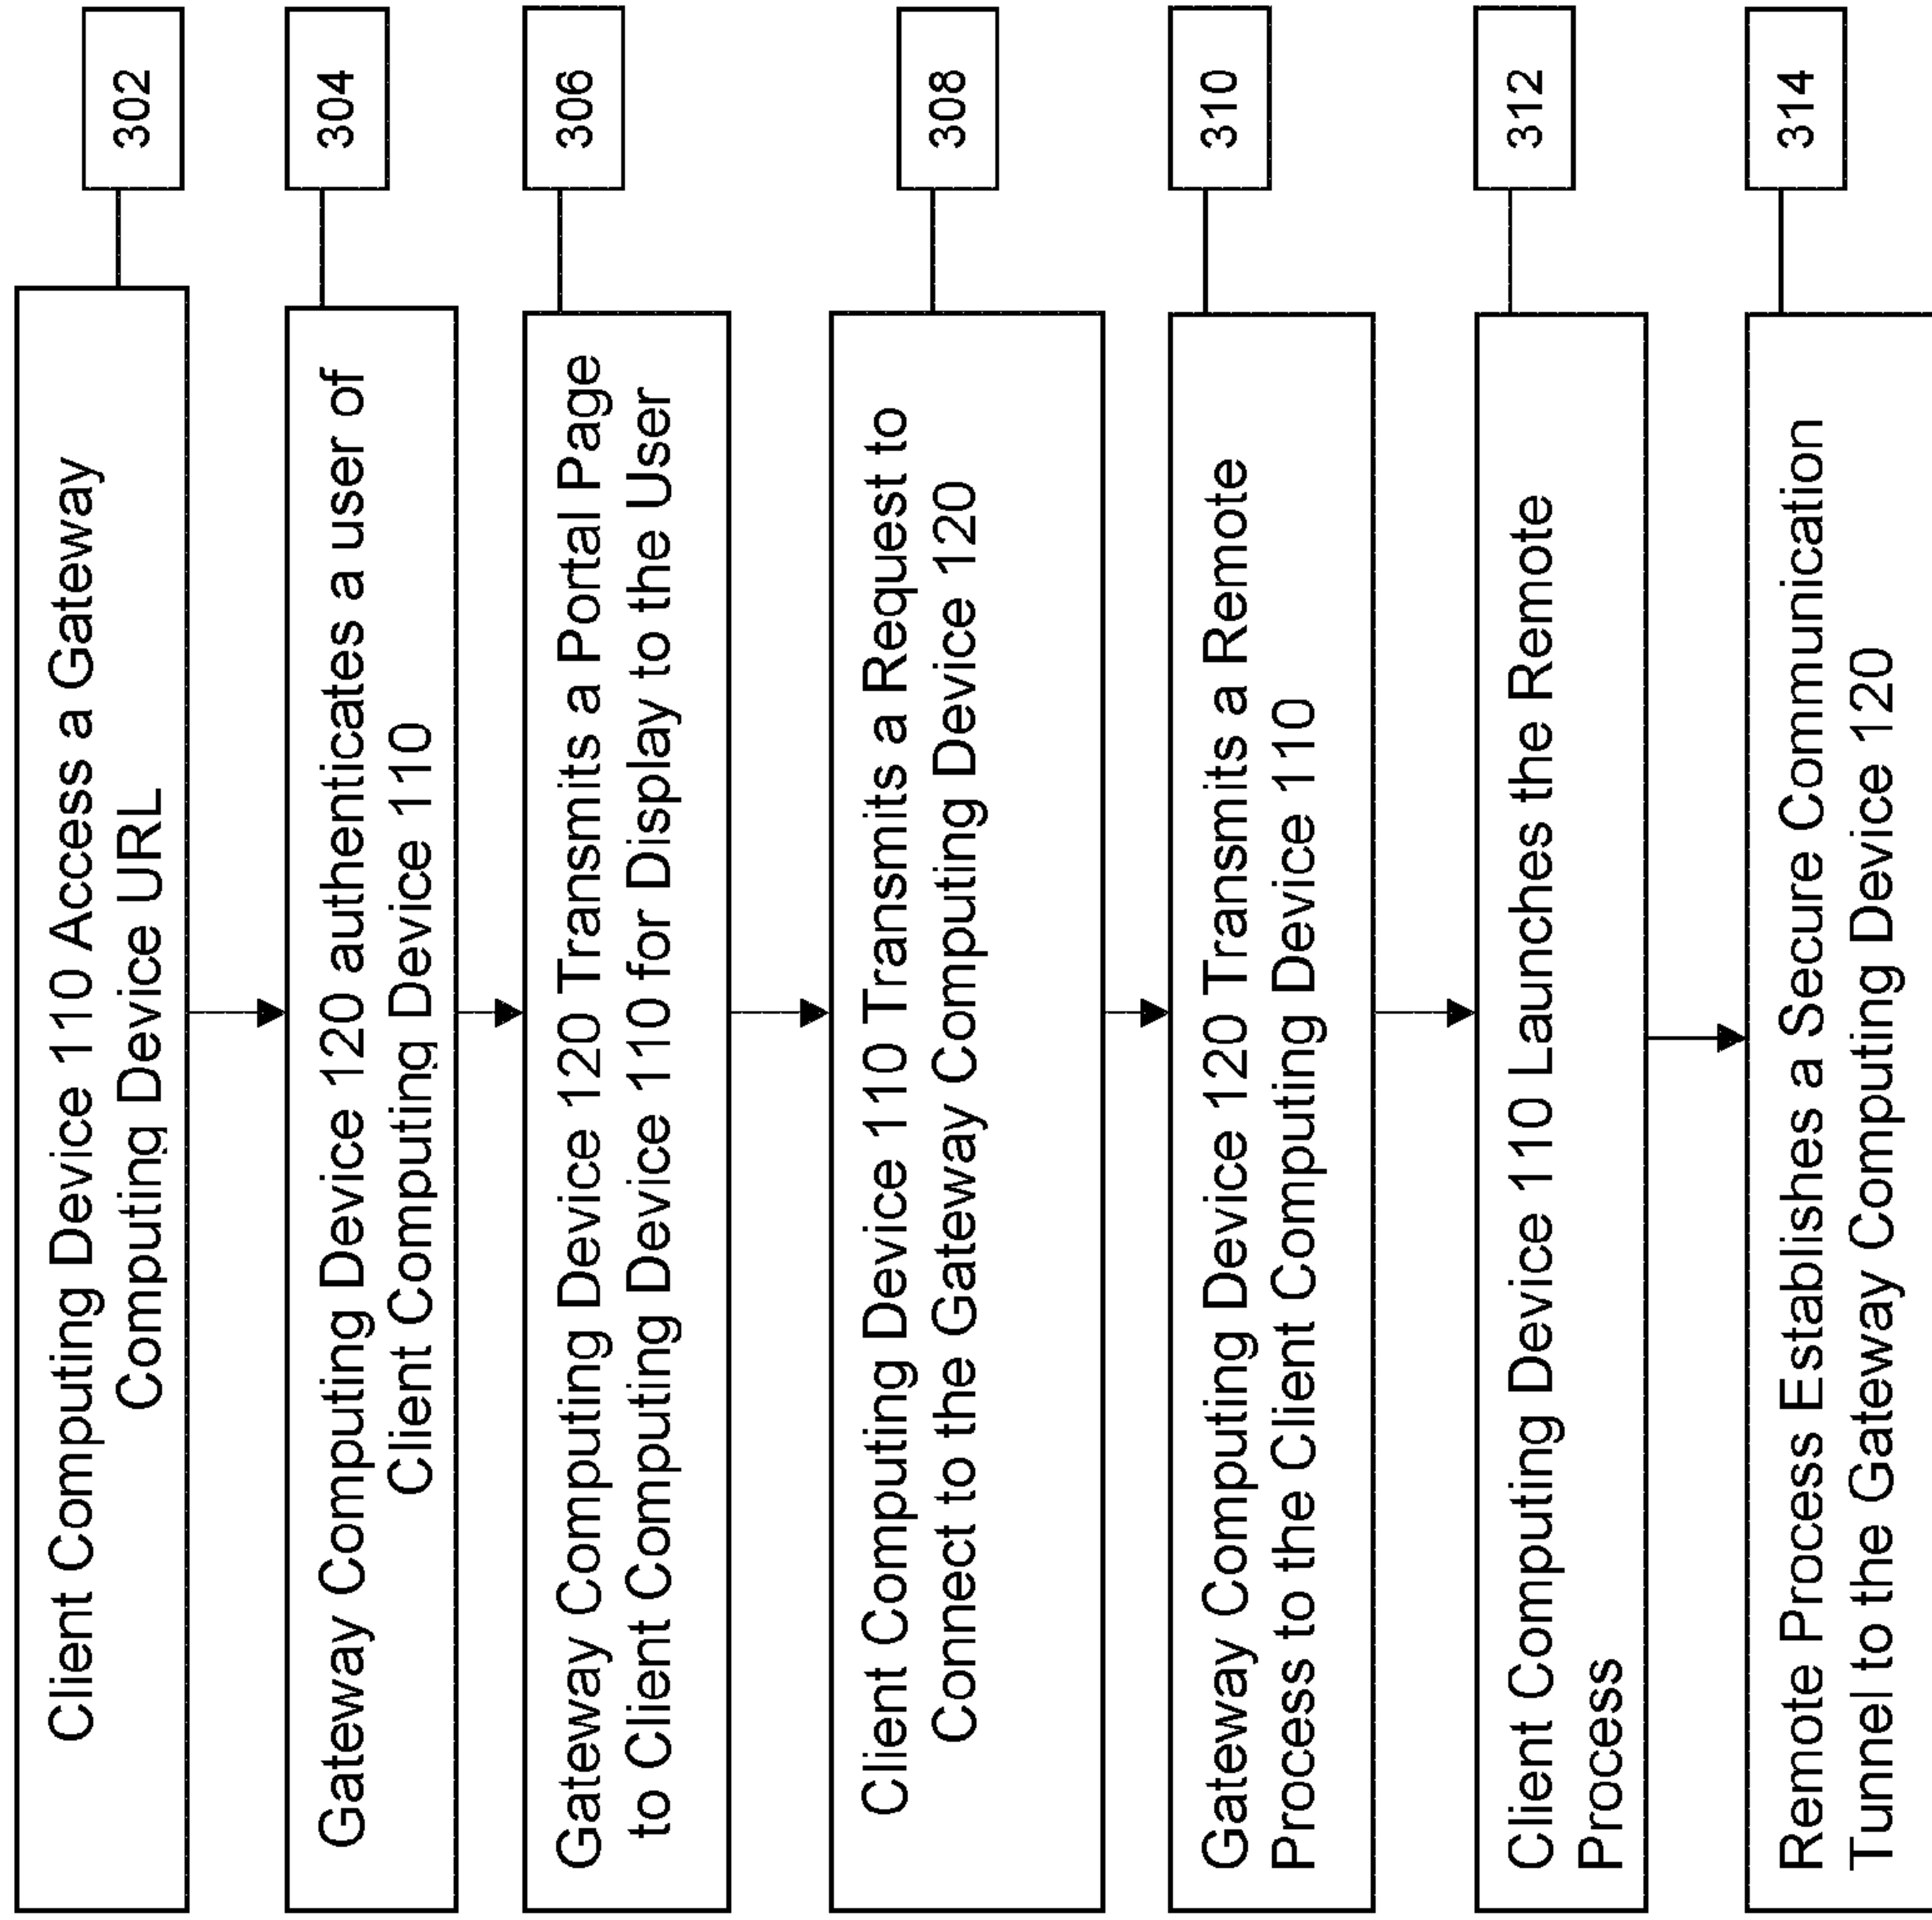 Client Computing Device 110 Access a Gateway
Computing Device URL
302
Gateway Computing Device 120 authenticates a user of
Client Computing Device 110
304
Gateway Computing Device 120 Transmits a Portal Page
to Client Computing Device 110 for Display to the User
306
Client Computing Device 110 Transmits a Request to
Connect to the Gateway Computing Device 120
308
Gateway Computing Device 120 Transmits a Remote
Process to the Client Computing Device 110
310
Client Computing Device 110 Launches the Remote
Process
312
Remote Process Establishes a Secure Communication
Tunnel to the Gateway Computing Device 120
314